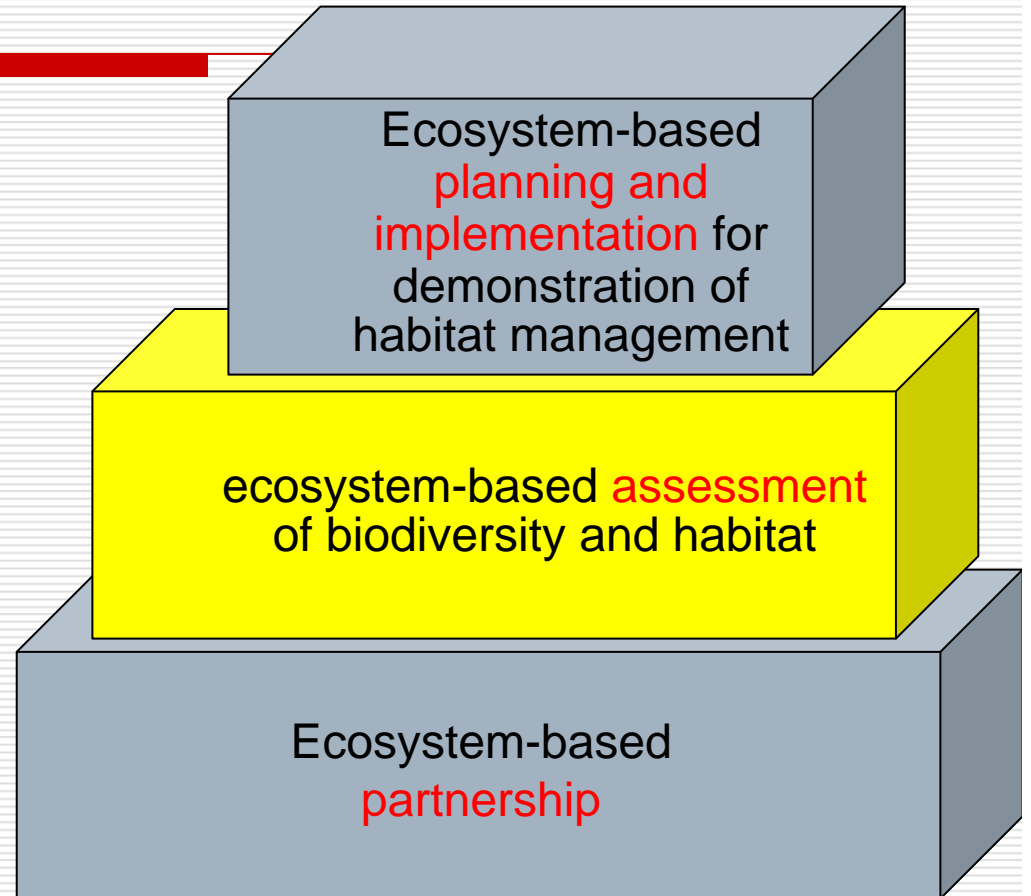 Ecosystem-based
planning and
implementation for
demonstration of
habitat management
ecosystem-based assessment
of biodiversity and habitat
Ecosystem-based
partnership